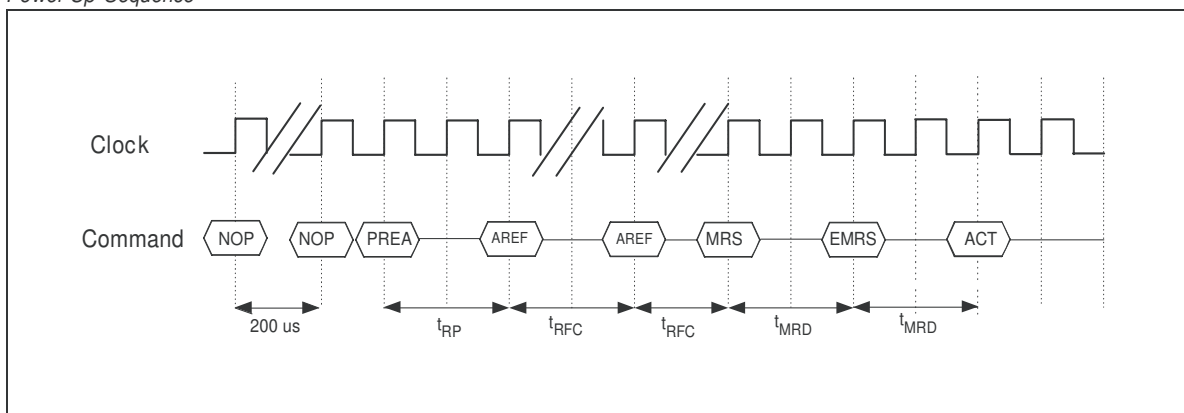 Power Up Sequence
Clock
Command NOP NOP PREA AREF AREF MRS EMRS ACT
200 us tRP tRFC tRFC tMRD tMRD